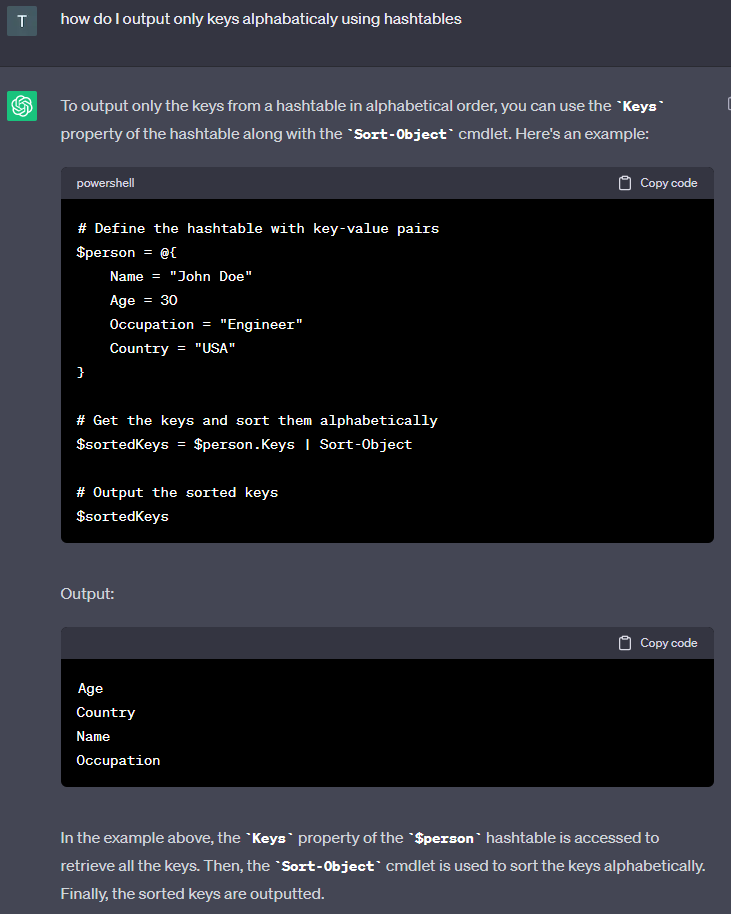 T
how do I output only keys alphabaticaly using hashtables
To output only the keys from a hashtable in alphabetical order, you can use the `Keys`
property of the hashtable along with the `Sort-Object` cmdlet. Here's an example:
powershell
Copy code
# Define the hashtable with key-value pairs
$person = @{
    Name = "John Doe"
    Age = 30
    Occupation = "Engineer"
    Country = "USA"
}
# Get the keys and sort them alphabetically
$sortedKeys = $person.Keys | Sort-Object
# Output the sorted keys
$sortedKeys
Output:
Copy code
Age
Country
Name
Occupation
In the example above, the `Keys` property of the `$person` hashtable is accessed to
retrieve all the keys. Then, the `Sort-Object` cmdlet is used to sort the keys alphabetically.
Finally, the sorted keys are outputted.